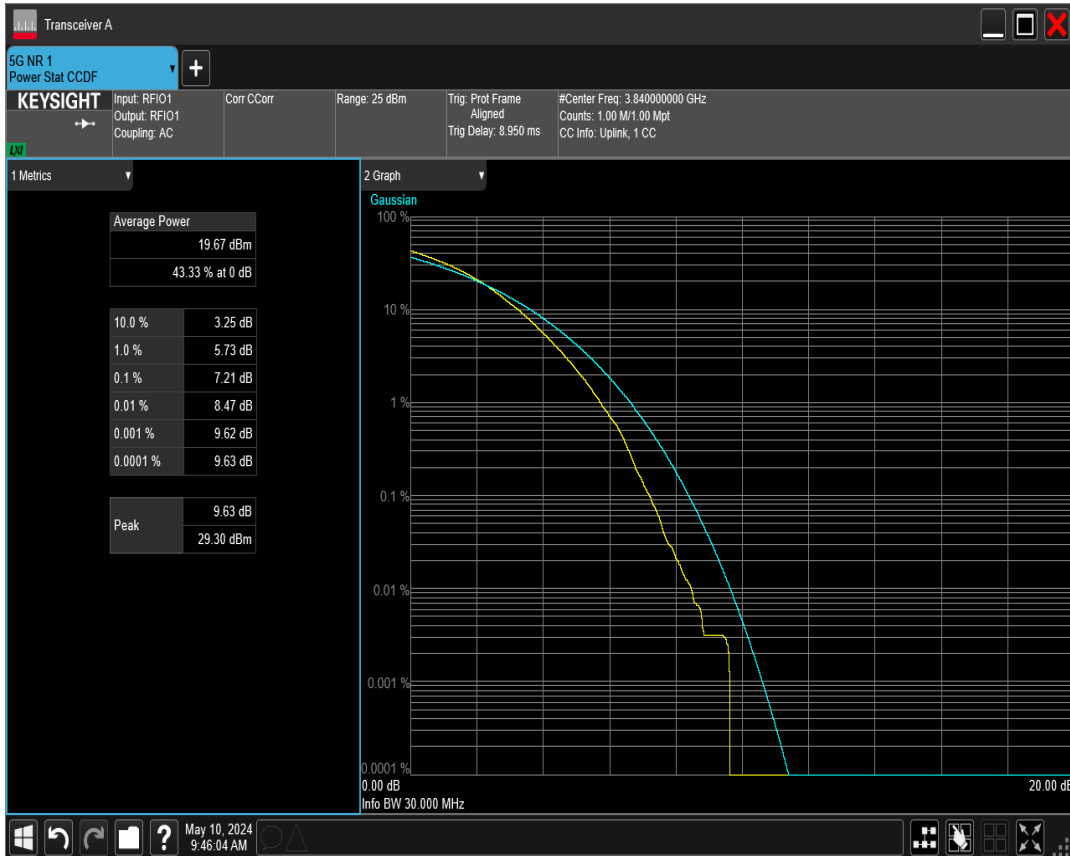 Transceiver A
5G NR 1
Power Stat CCDF
+
KEYSIGHT
LXI
Input: RFIO1
Output: RFIO1
Coupling: AC
Corr CCorr
Range: 25 dBm
Trig: Prot Frame
Aligned
Trig Delay: 8.950 ms
#Center Freq: 3.840000000 GHz
Counts: 1.00 M/1.00 Mpt
CC Info: Uplink, 1 CC
1 Metrics
Average Power
19.67 dBm
43.33 % at 0 dB
10.0 % 3.25 dB
1.0 % 5.73 dB
0.1 % 7.21 dB
0.01 % 8.47 dB
0.001 % 9.62 dB
0.0001 % 9.63 dB
Peak
9.63 dB
29.30 dBm
2 Graph
Gaussian
100 %
10 %
1 %
0.1 %
0.01 %
0.001 %
0.0001 %
0.00 dB
20.00 dB
Info BW 30.000 MHz
?
May 10, 2024
9:46:04 AM